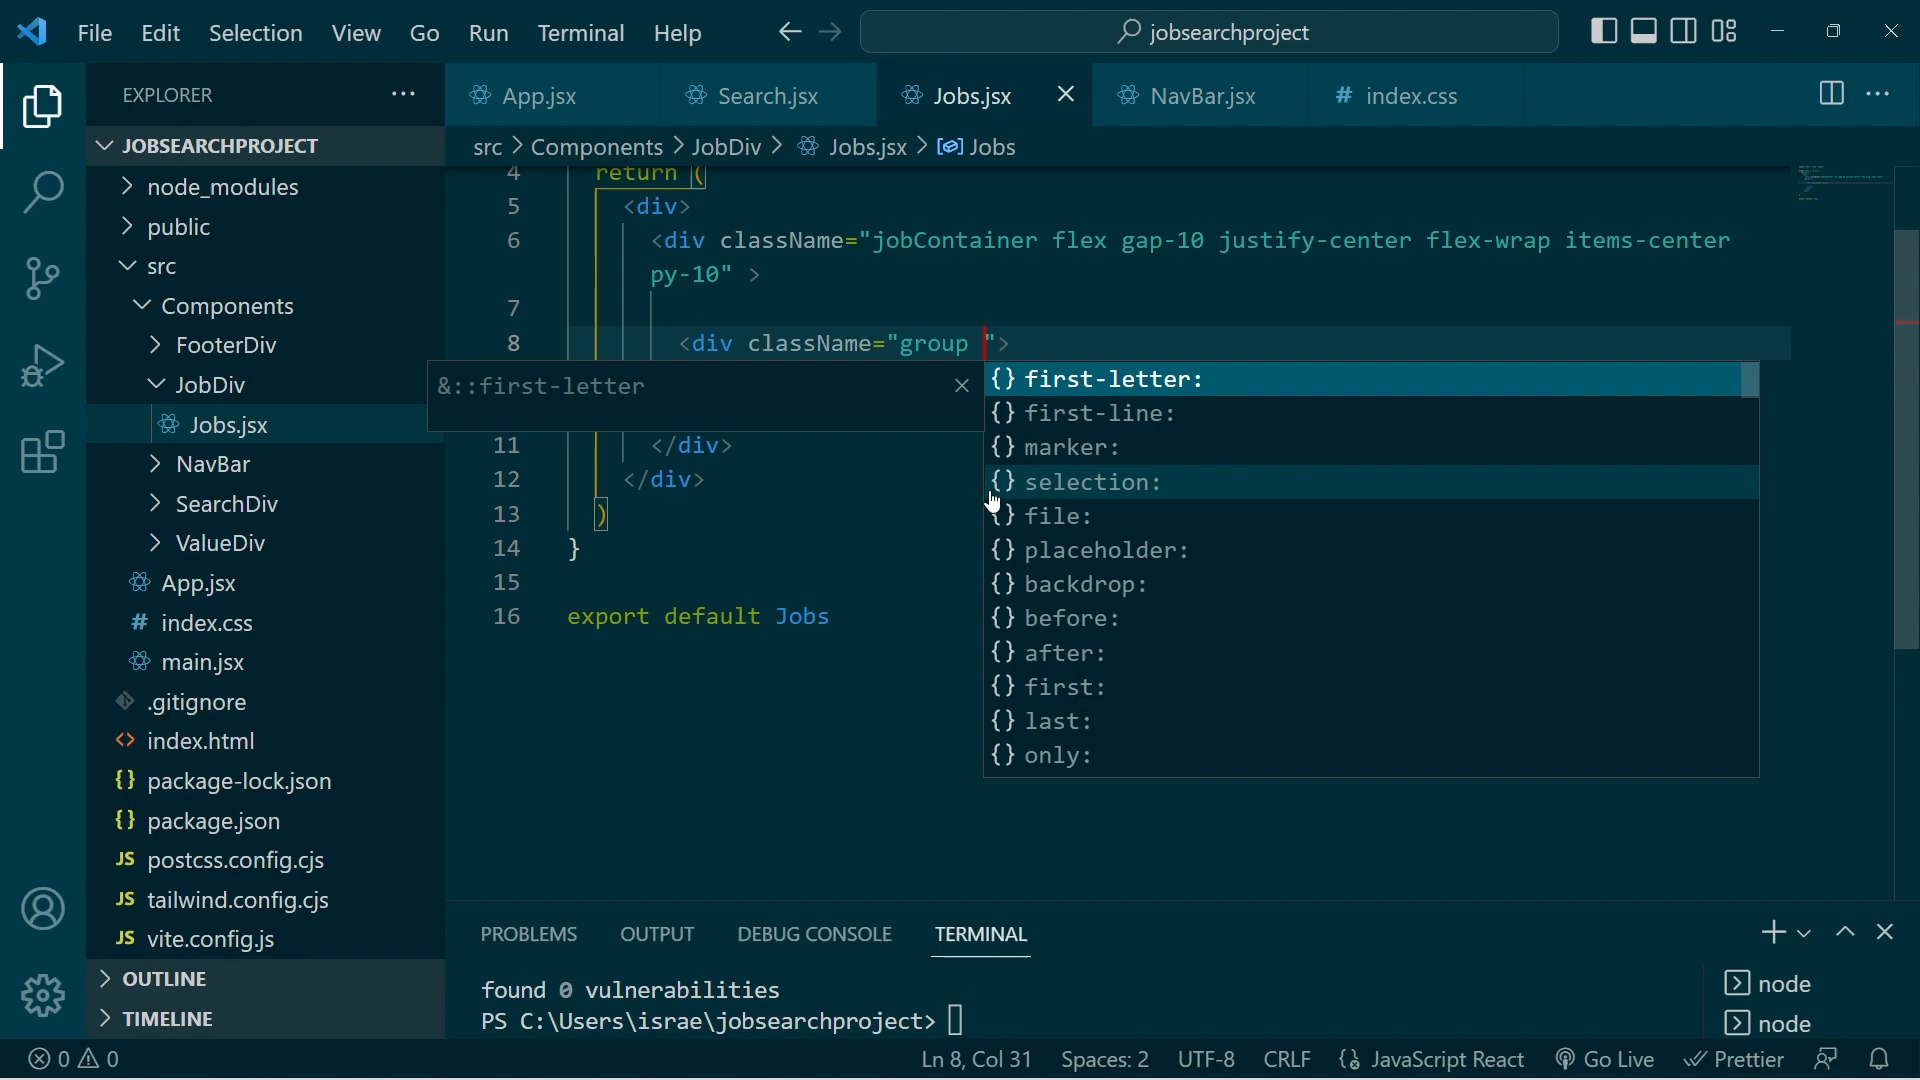 File Edit Selection View Go Run Terminal Help
jobsearchproject
EXPLORER
JOBSEARCHPROJECT
node_modules
public
src
Components
FooterDiv
JobDiv
Jobs.jsx
NavBar
SearchDiv
ValueDiv
App.jsx
# index.css
main.jsx
.gitignore
<> index.html
{} package-lock.json
{} package.json
JS postcss.config.cjs
JS tailwind.config.cjs
JS vite.config.js
OUTLINE
TIMELINE
App.jsx
Search.jsx
Jobs.jsx
NavBar.jsx
# index.css
src > Components > JobDiv > Jobs.jsx > Jobs
4 return (
5 <div>
6 <div className="jobContainer flex gap-10 justify-center flex-wrap items-center
py-10" >
7
8 <div className="group ">
&::first-letter
{} first-letter:
{} first-line:
{} marker:
{} selection:
{} file:
{} placeholder:
{} backdrop:
{} before:
{} after:
{} first:
{} last:
{} only:
11 </div>
12 </div>
13 )
14 }
15
16 export default Jobs
PROBLEMS OUTPUT DEBUG CONSOLE TERMINAL
found 0 vulnerabilities
PS C:\Users\israe\jobsearchproject>
node
node
0 0
Ln 8, Col 31 Spaces: 2 UTF-8 CRLF JavaScript React Go Live Prettier